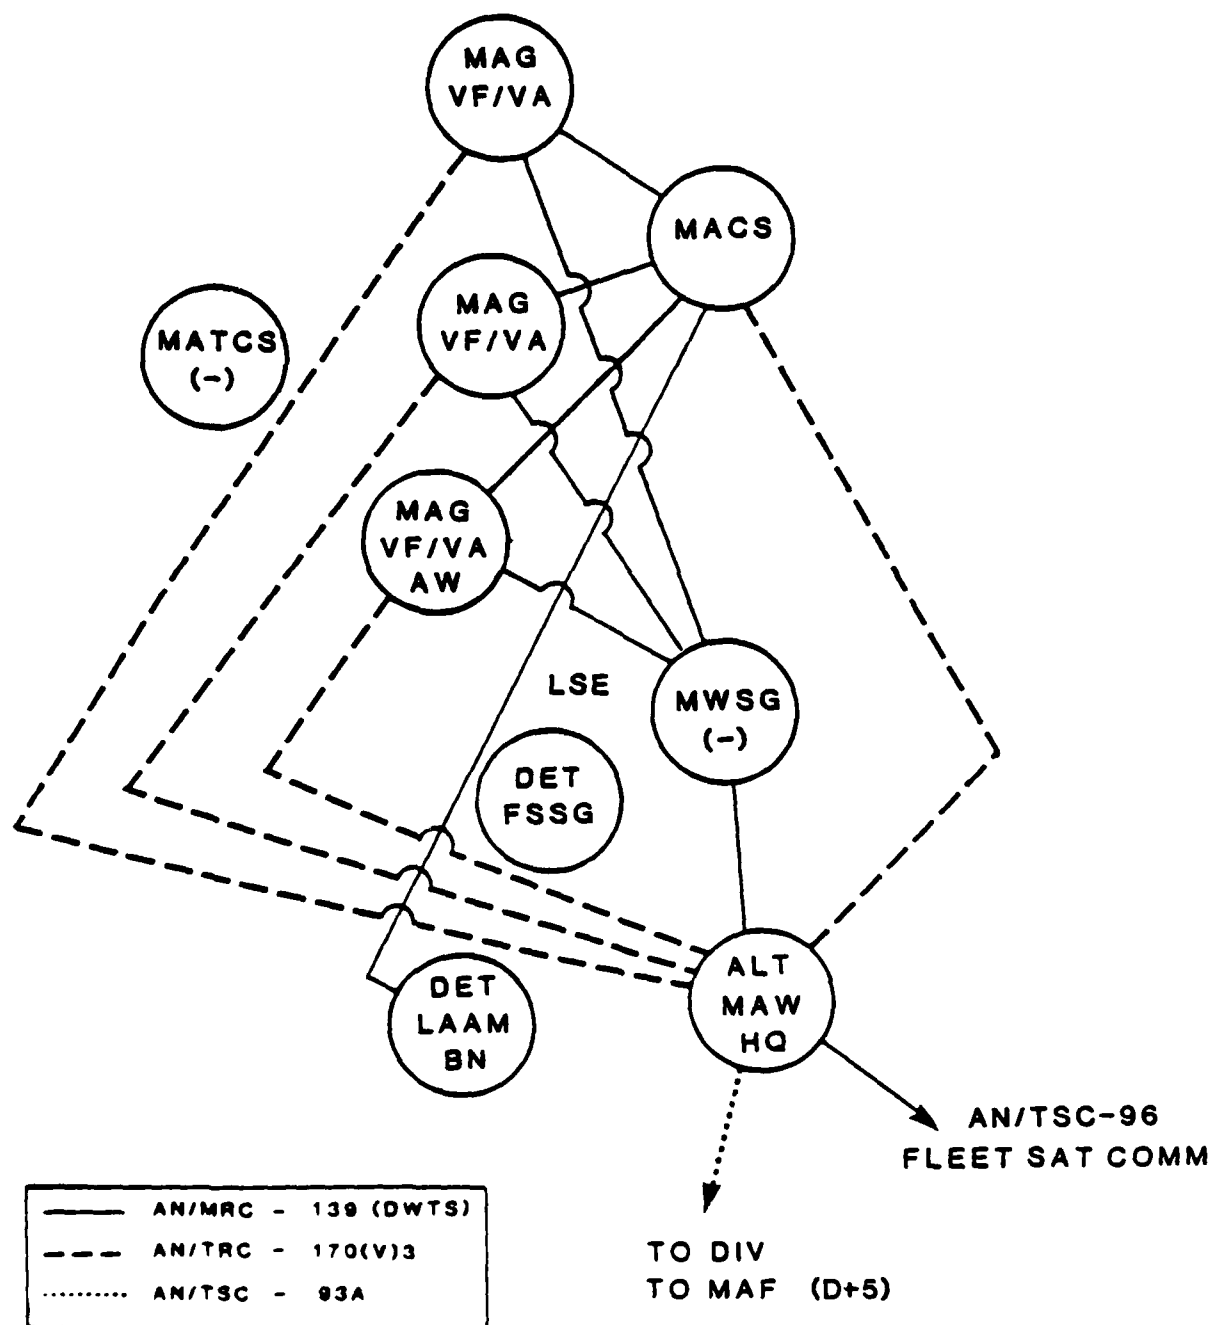 MAG
VF/VA
MACS
MAG
VF/VA
MATCS
(-)
MAG
VF/VA
AW
LSE
MWSG
(-)
DET
FSSG
ALT
MAW
HQ
DET
LAAM
BN
AN/TSC-96
FLEET SAT COMM
AN/MRC - 139 (DWTS)
AN/TRC - 170(V)3
AN/TSC - 93A
TO DIV
TO MAF (D+5)